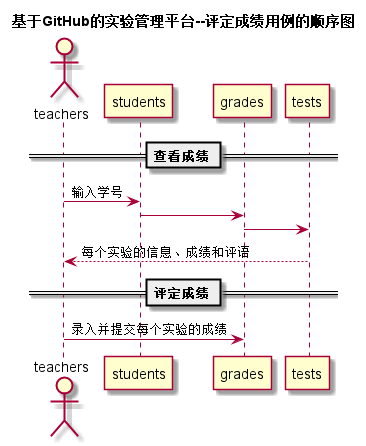 基于GitHub的实验管理平台--评定成绩用例的顺序图
teachers
students
grades
tests
查看成绩
输入学号
每个实验的信息、成绩和评语
评定成绩
录入并提交每个实验的成绩
teachers
students
grades
tests